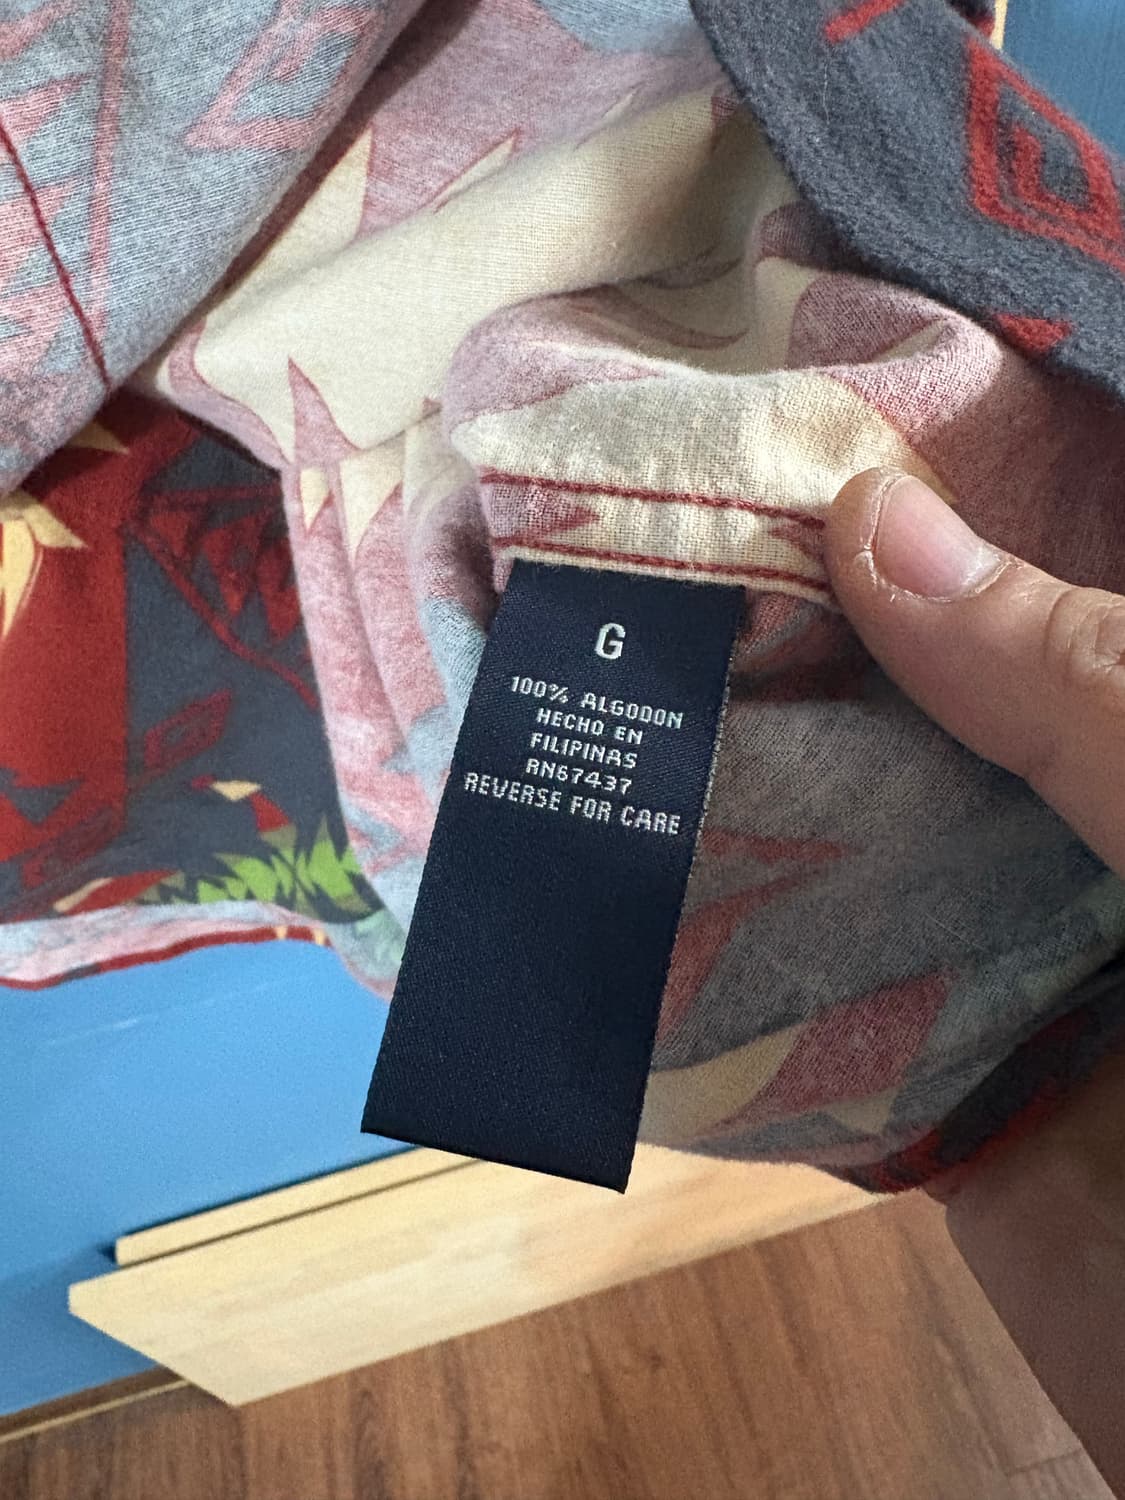 G
100% ALGODON
HECHO EN
FILIPINAS
RN67437
REVERSE FOR CARE